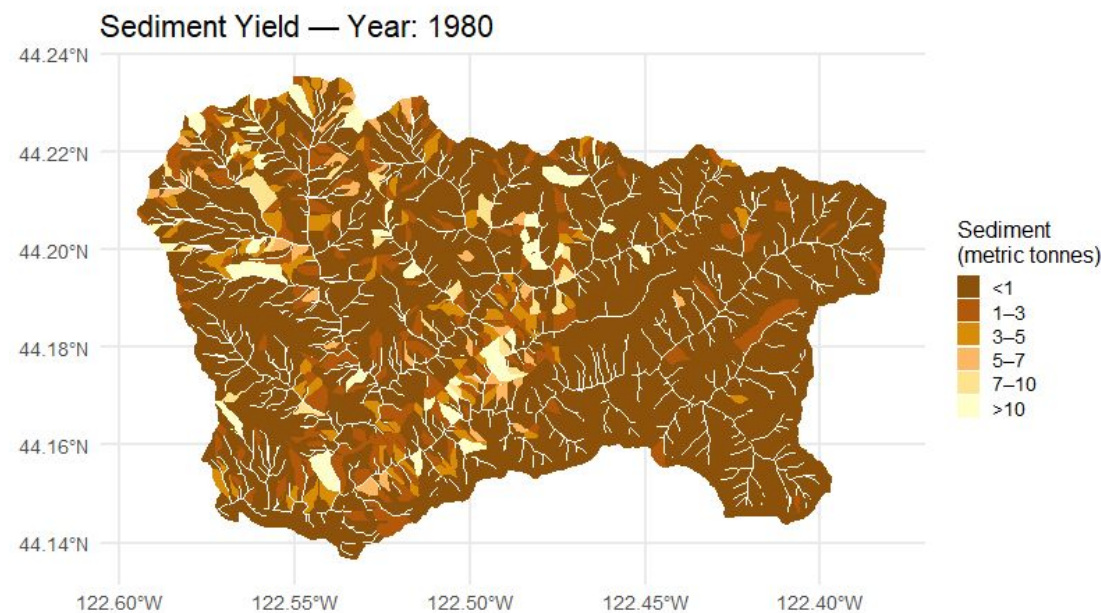 Sediment Yield — Year: 1980
44.24°N
44.22°N
44.20°N
44.18°N
44.16°N
44.14°N
122.60°W
122.55°W
122.50°W
122.45°W
122.40°W
Sediment
(metric tonnes)
<1
1–3
3–5
5–7
7–10
>10